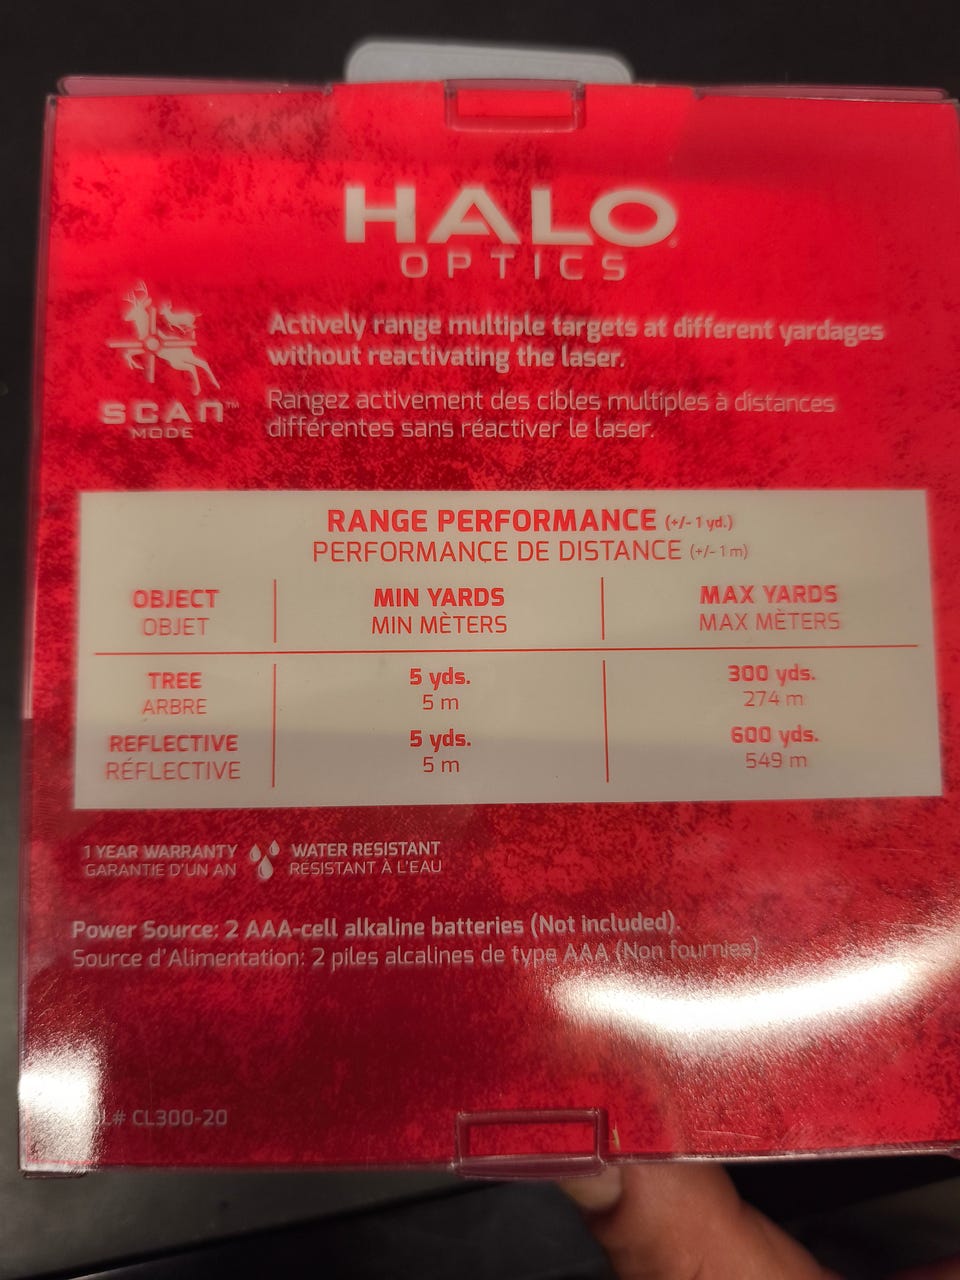 HALO
OPTICS
SCAN™
MODE
Actively range multiple targets at different yardages
without reactivating the laser.
Rangez activement des cibles multiples à distances
différentes sans réactiver le laser.
RANGE PERFORMANCE (+/- 1 yd.)
PERFORMANCE DE DISTANCE (+/- 1 m)
OBJECT MIN YARDS MAX YARDS
OBJET MIN MÈTERS MAX MÈTERS
TREE 5 yds. 300 yds.
ARBRE 5 m 274 m
REFLECTIVE 5 yds. 600 yds.
RÉFLECTIVE 5 m 549 m
1 YEAR WARRANTY WATER RESISTANT
GARANTIE D'UN AN RÉSISTANT À L'EAU
Power Source: 2 AAA-cell alkaline batteries (Not included).
Source d'Alimentation: 2 piles alcalines de type AAA (Non fournies)
CL300-20